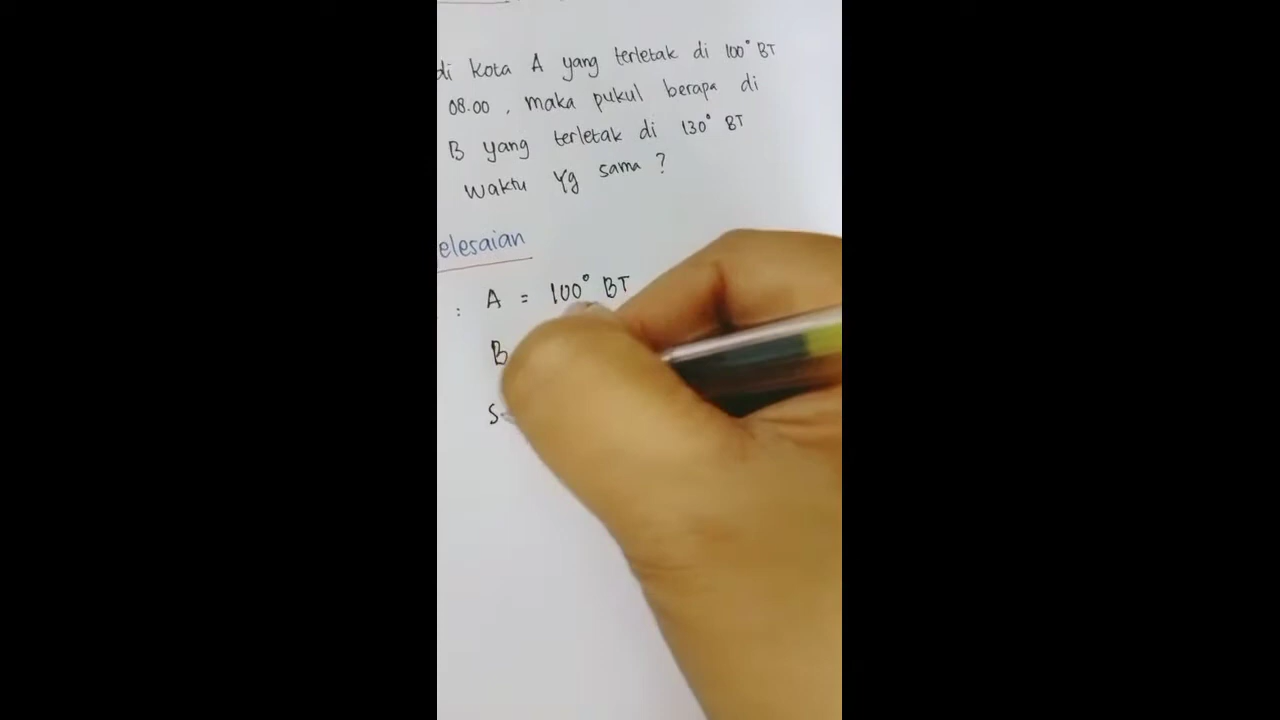 di Kota A yang terletak di 100° BT
08.00 , maka pukul berapa di
B yang terletak di 130° BT
waktu Yg sama ?
elesaian
: A = 100° BT
B
S